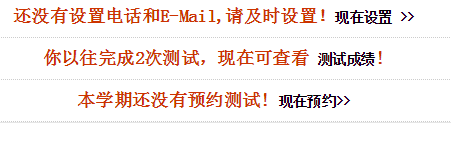 还没有设置电话和E-Mail,请及时设置! 现在设置 >>
你以往完成2次测试，现在可查看 测试成绩!
本学期还没有预约测试! 现在预约>>